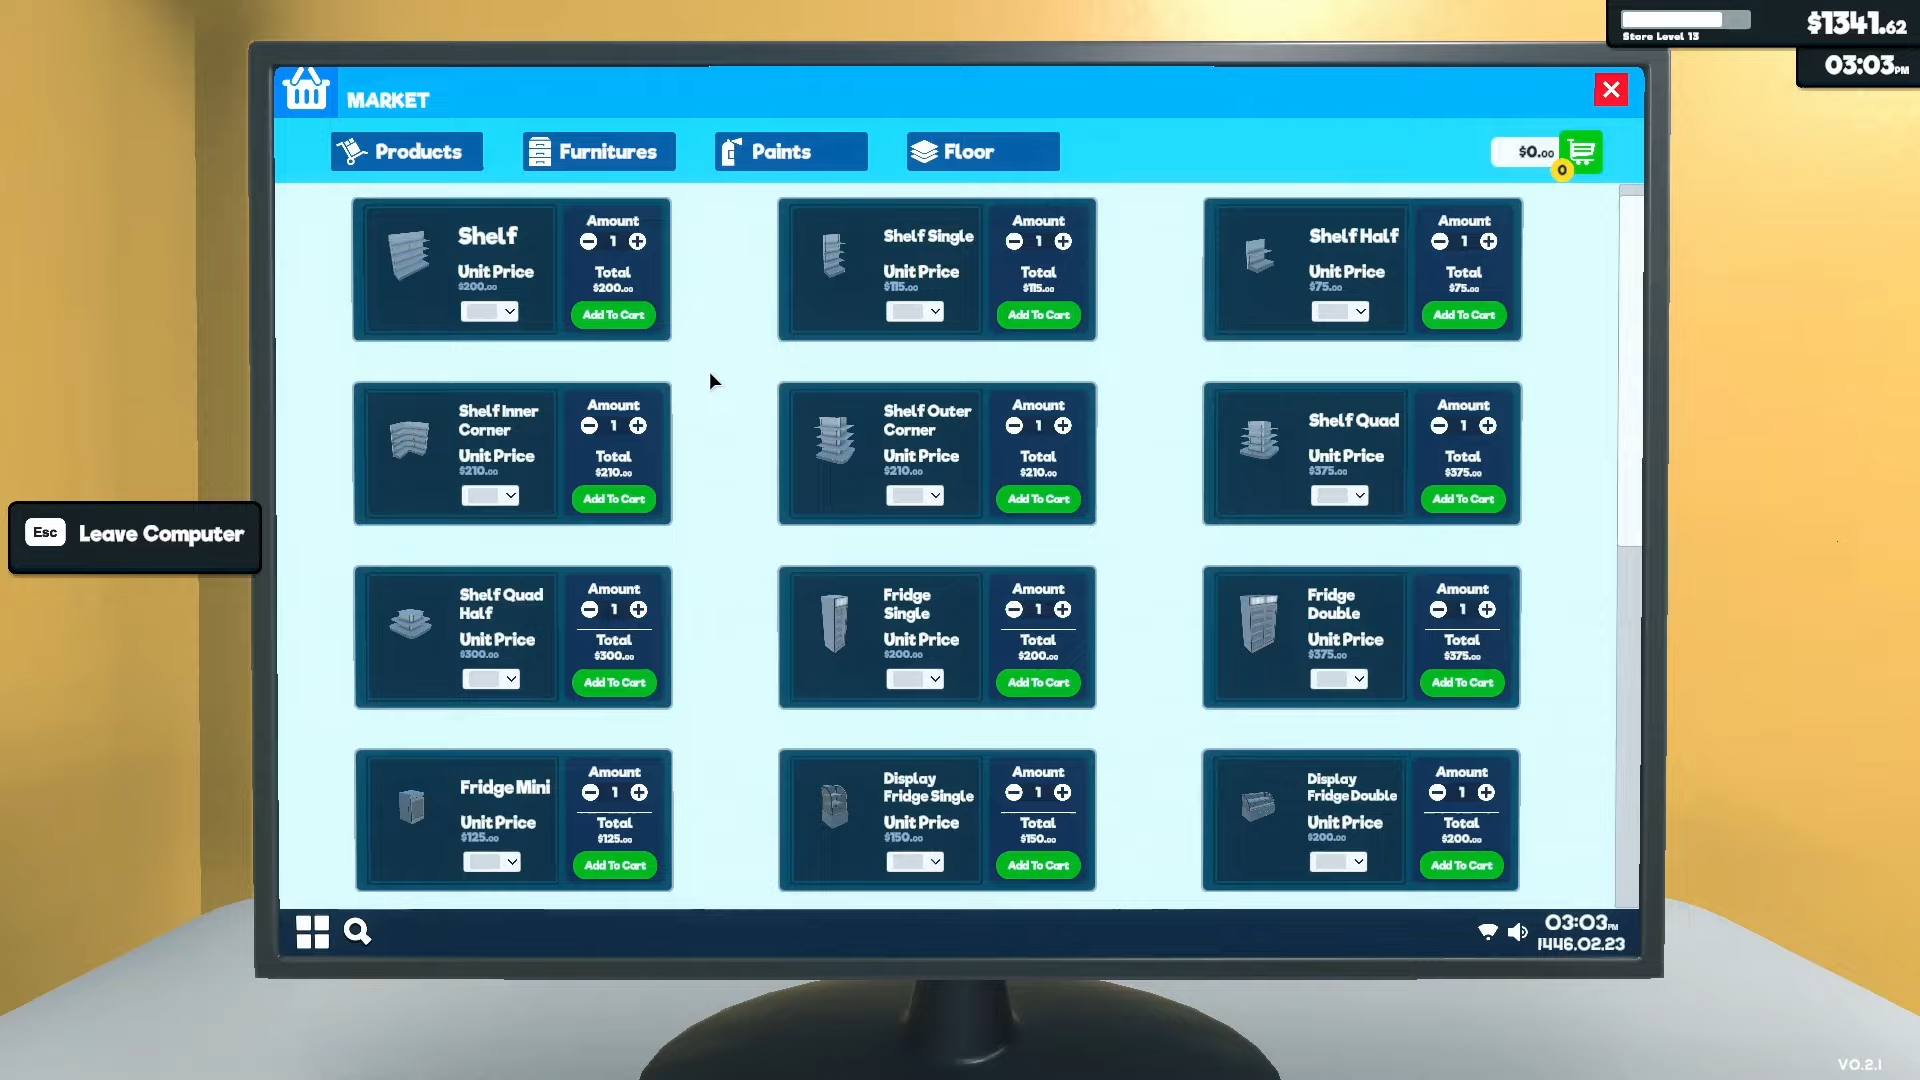 $1341.62
Store Level 13
03:03PM
MARKET
Products
Furnitures
Paints
Floor
$0.00
0
Shelf
Unit Price
$200.00
Amount
1
Total
$200.00
Add To Cart
Shelf Single
Unit Price
$115.00
Amount
1
Total
$115.00
Add To Cart
Shelf Half
Unit Price
$75.00
Amount
1
Total
$75.00
Add To Cart
Shelf Inner
Corner
Unit Price
$210.00
Amount
1
Total
$210.00
Add To Cart
Shelf Outer
Corner
Unit Price
$210.00
Amount
1
Total
$210.00
Add To Cart
Shelf Quad
Unit Price
$375.00
Amount
1
Total
$375.00
Add To Cart
Esc Leave Computer
Shelf Quad
Half
Unit Price
$300.00
Amount
1
Total
$300.00
Add To Cart
Fridge
Single
Unit Price
$200.00
Amount
1
Total
$200.00
Add To Cart
Fridge
Double
Unit Price
$375.00
Amount
1
Total
$375.00
Add To Cart
Fridge Mini
Unit Price
$125.00
Amount
1
Total
$125.00
Add To Cart
Display
Fridge Single
Unit Price
$150.00
Amount
1
Total
$150.00
Add To Cart
Display
Fridge Double
Unit Price
$200.00
Amount
1
Total
$200.00
Add To Cart
03:03PM
1446.02.23
V0.2.1